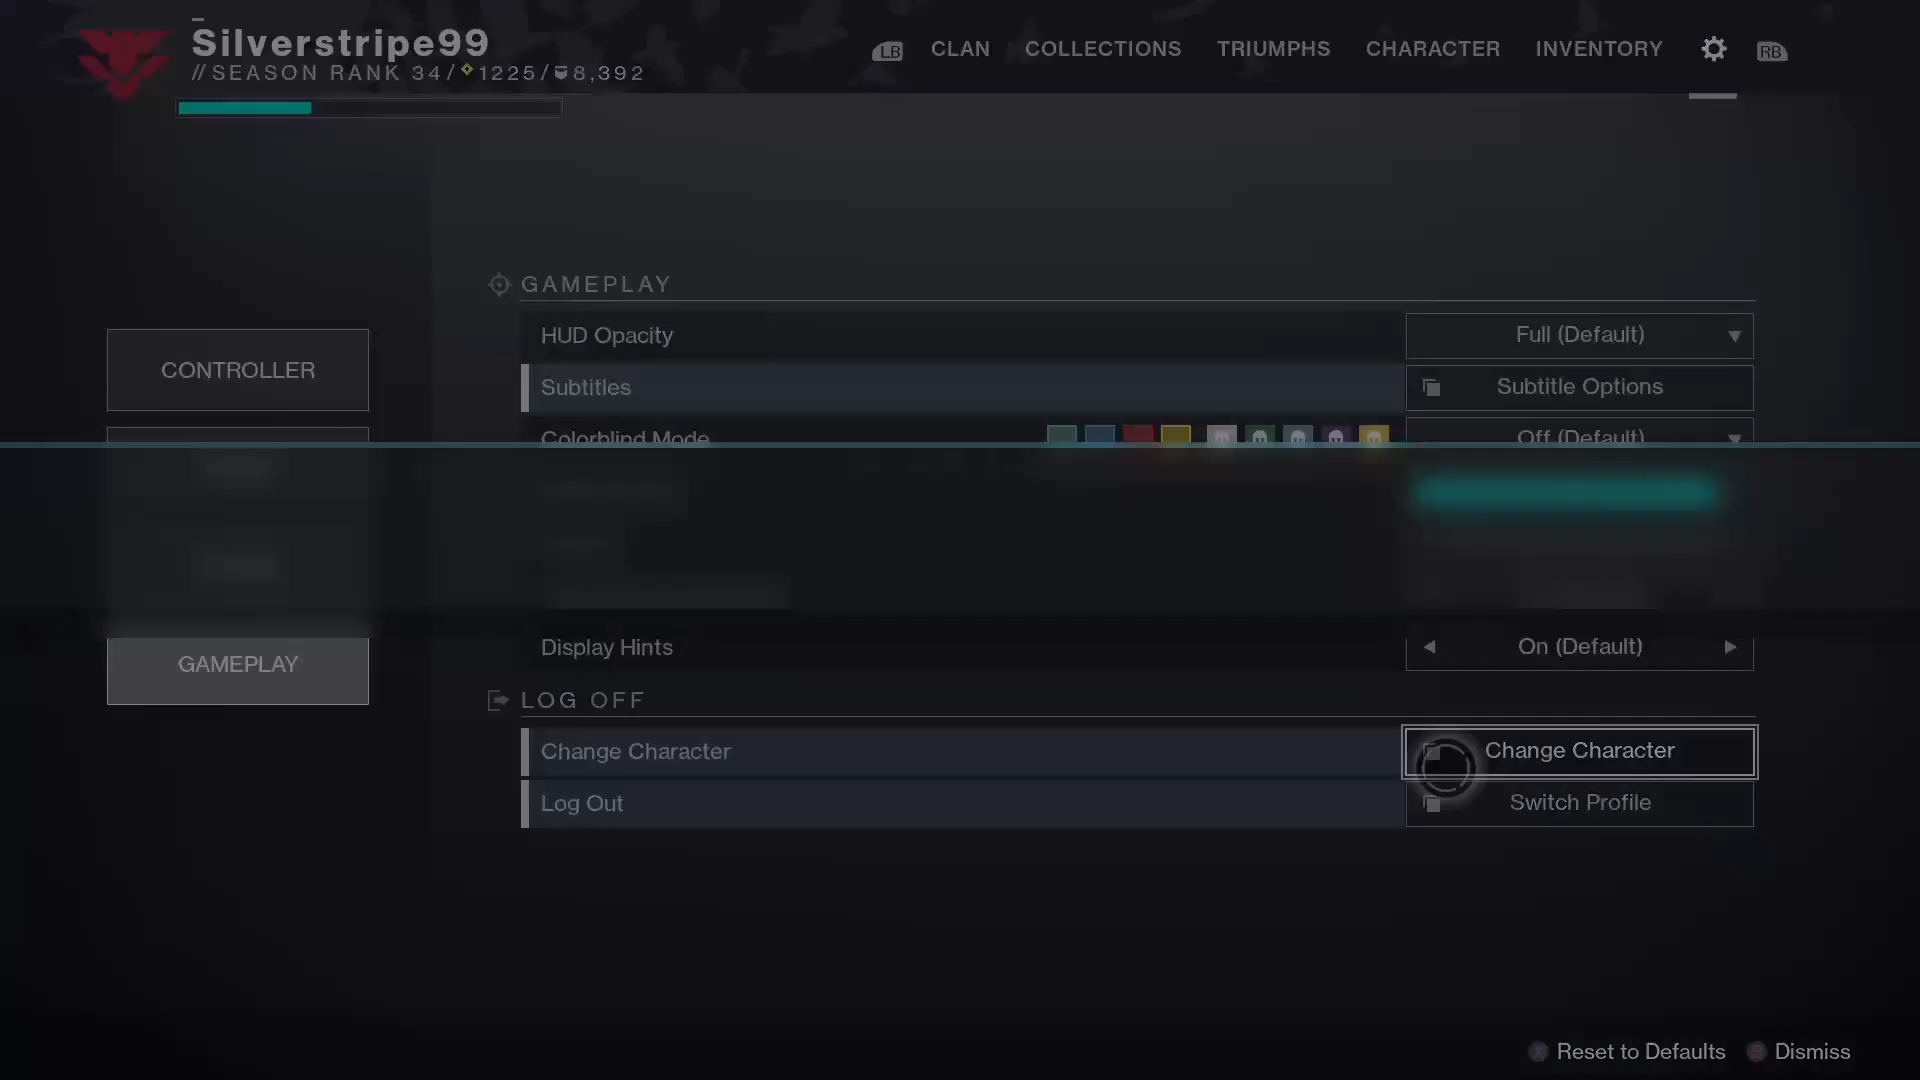 Silverstripe99
// SEASON RANK 34/ 1225/ 8,392
LB CLAN COLLECTIONS TRIUMPHS CHARACTER INVENTORY RB
GAMEPLAY
HUD Opacity Full (Default)
CONTROLLER
Subtitles Subtitle Options
Colorblind Mode Off (Default)
Display Hints On (Default)
GAMEPLAY
LOG OFF
Change Character Change Character
Log Out Switch Profile
X Reset to Defaults B Dismiss